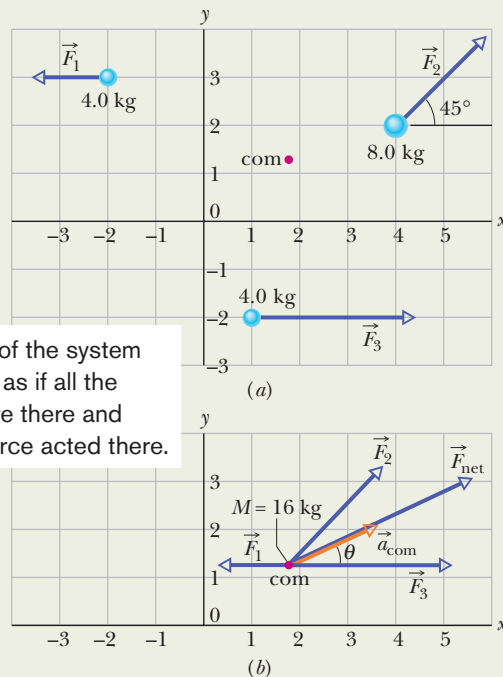 y
F₁
3
F₂
4.0 kg
45°
2
8.0 kg
1
com
0
x
−3 −2 −1 1 2 3 4 5
−1
4.0 kg
−2
F₃
−3
of the system
as if all the
re there and
rce acted there.
(a)
y
F₂
Fnet
3
M = 16 kg
2
F₁
acom
θ
1
com
F₃
0
x
−3 −2 −1 1 2 3 4 5
(b)